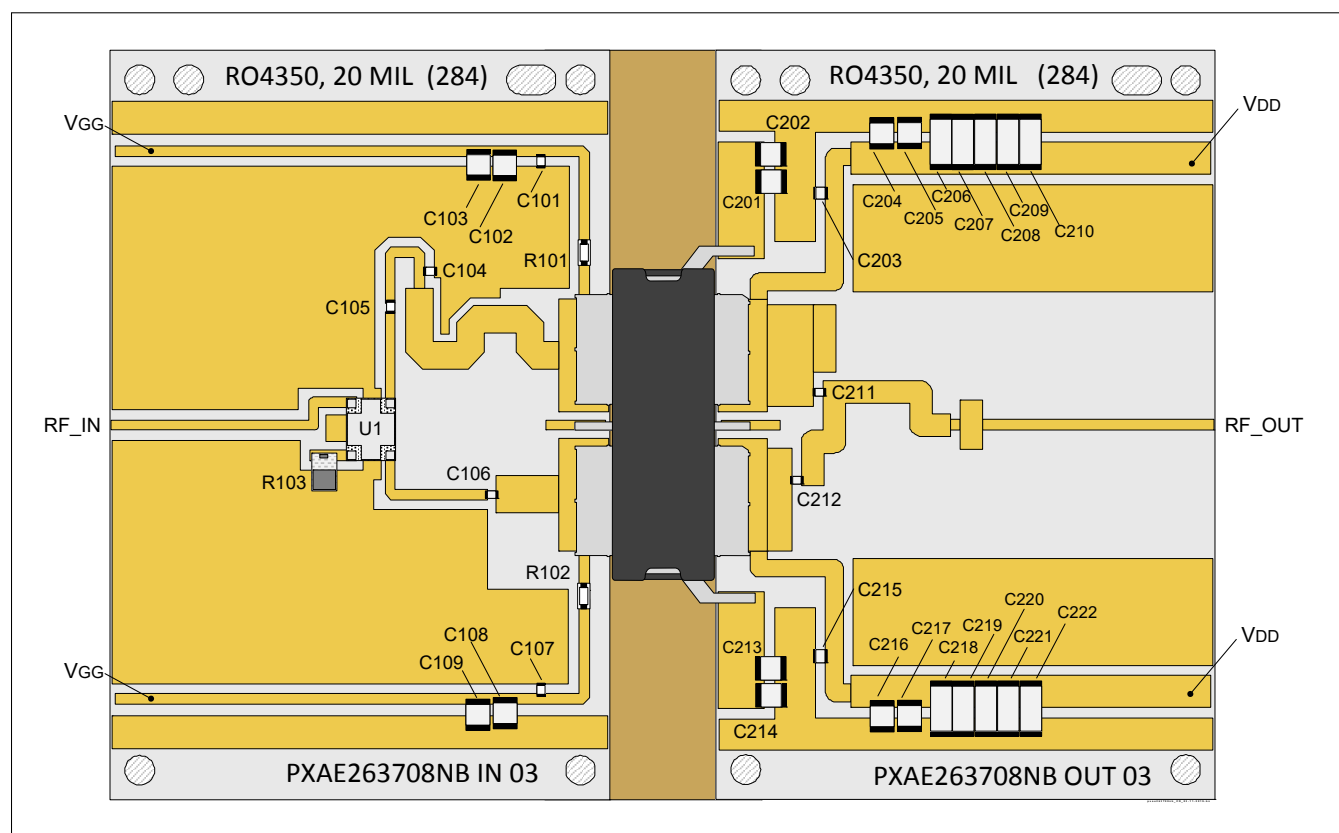 RO4350, 20 MIL (284)
RO4350, 20 MIL (284)
VGG
C103
C102
C101
R101
C104
C105
RF_IN
U1
R103
C106
R102
VGG
C109
C108
C107
PXAE263708NB IN 03
C202
C201
VDD
C204
C205
C206
C207
C208
C209
C210
C203
C211
RF_OUT
C212
C215
C213
C214
C216
C217
C218
C219
C220
C221
C222
VDD
PXAE263708NB OUT 03